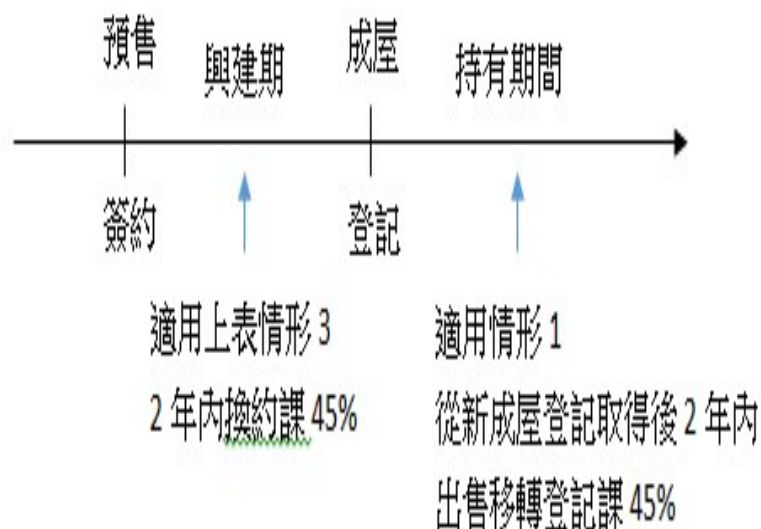 預售
興建期
成屋
持有期間
簽約
登記
適用上表情形 3
2 年內換約課 45%
適用情形 1
從新成屋登記取得後 2 年內
出售移轉登記課 45%